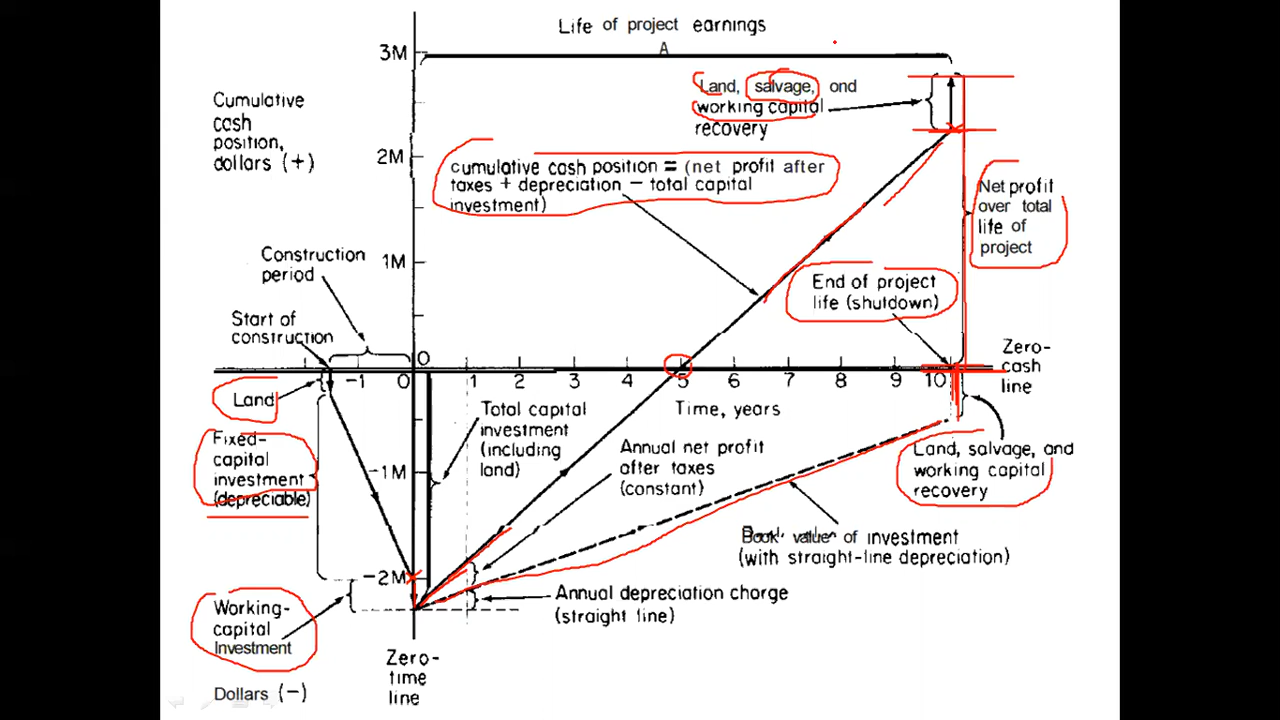 Life of project earnings
A
3M
Land, salvage, and
working capital
recovery
Cumulative
cash
position,
dollars (+)
2M
Cumulative cash position = (net profit after
taxes + depreciation – total capital
investment)
Net profit
over total
life of
project
Construction
period
1M
End of project
life (shutdown)
Start of
construction
0
Zero-
cash
line
-1 0 1 2 3 4 5 6 7 8 9 10
Time, years
Land
Fixed-
capital
investment
(depreciable)
Total capital
investment
(including
land)
Annual net profit
after taxes
(constant)
Land, salvage, and
working capital
recovery
-1M
Book value of investment
(with straight-line depreciation)
-2M
Annual depreciation charge
(straight line)
Working-
capital
Investment
Zero-
time
line
Dollars (–)